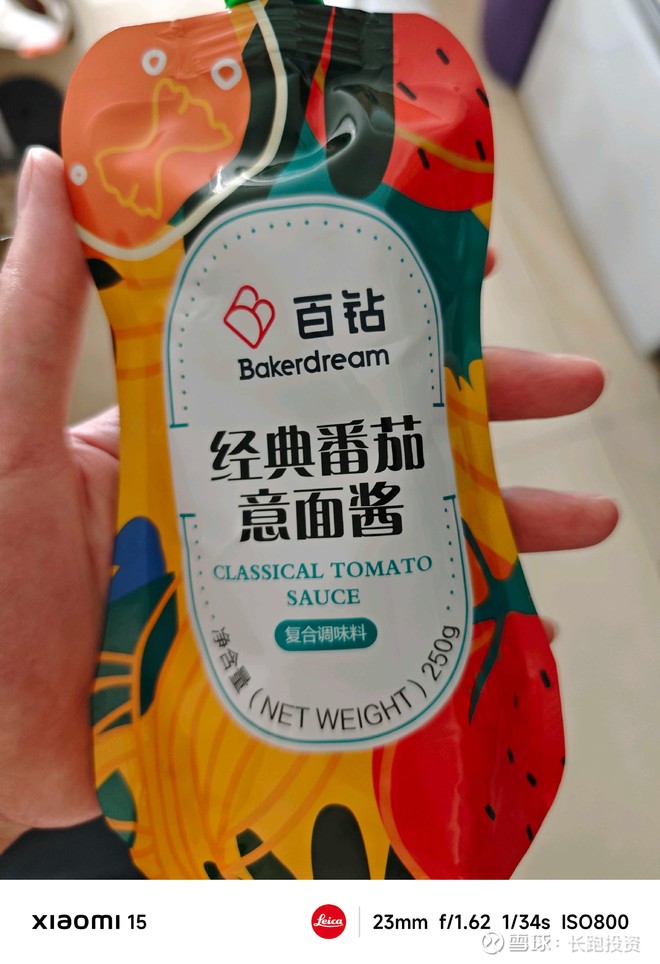 百钻
Bakerdream
经典番茄
意面酱
CLASSICAL TOMATO
SAUCE
复合调味料
净含量（NET WEIGHT）250g
xiaomi 15
Leica
23mm f/1.62 1/34s ISO800
雪球：长跑投资